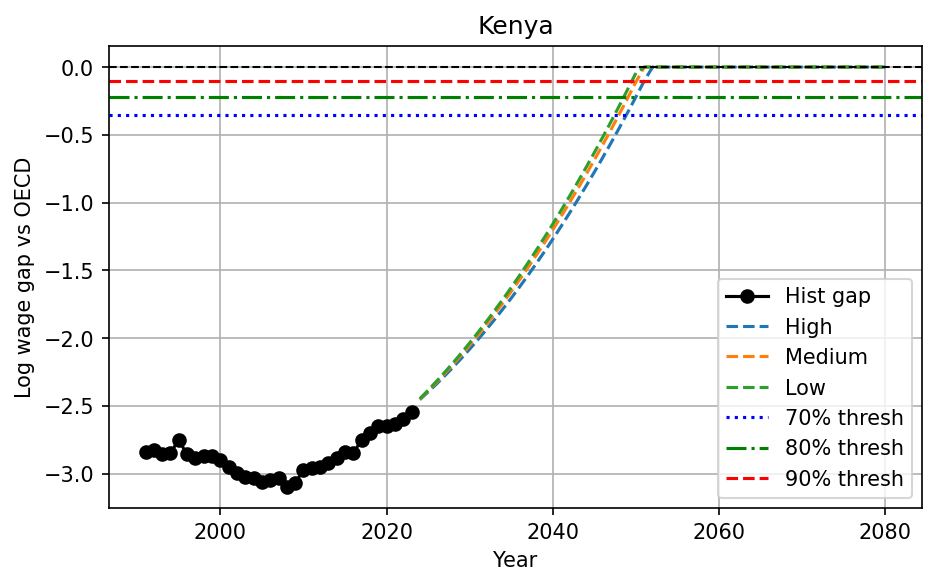 Kenya
Log wage gap vs OECD
0.0
−0.5
−1.0
−1.5
−2.0
−2.5
−3.0
2000
2020
2040
2060
2080
Year
Hist gap
High
Medium
Low
70% thresh
80% thresh
90% thresh